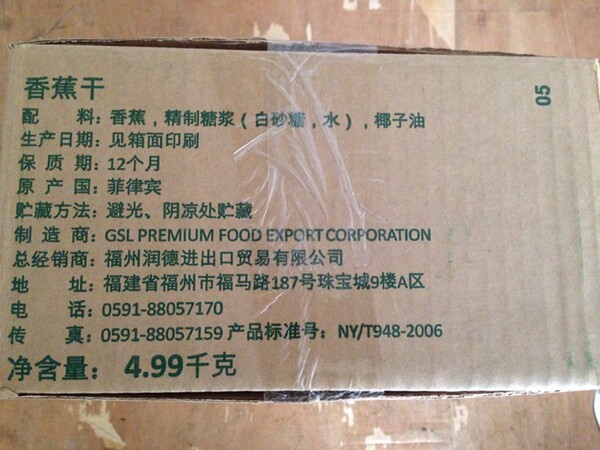 香蕉干
配 料：香蕉，精制糖浆（白砂糖，水），椰子油
生产日期：见箱面印刷
保 质 期：12个月
原 产 国：菲律宾
贮藏方法：避光、阴凉处贮藏
制 造 商：GSL PREMIUM FOOD EXPORT CORPORATION
总经销商：福州润德进出口贸易有限公司
地 址：福建省福州市福马路187号珠宝城9楼A区
电 话：0591-88057170
传 真：0591-88057159 产品标准号：NY/T948-2006
净含量：4.99千克
05